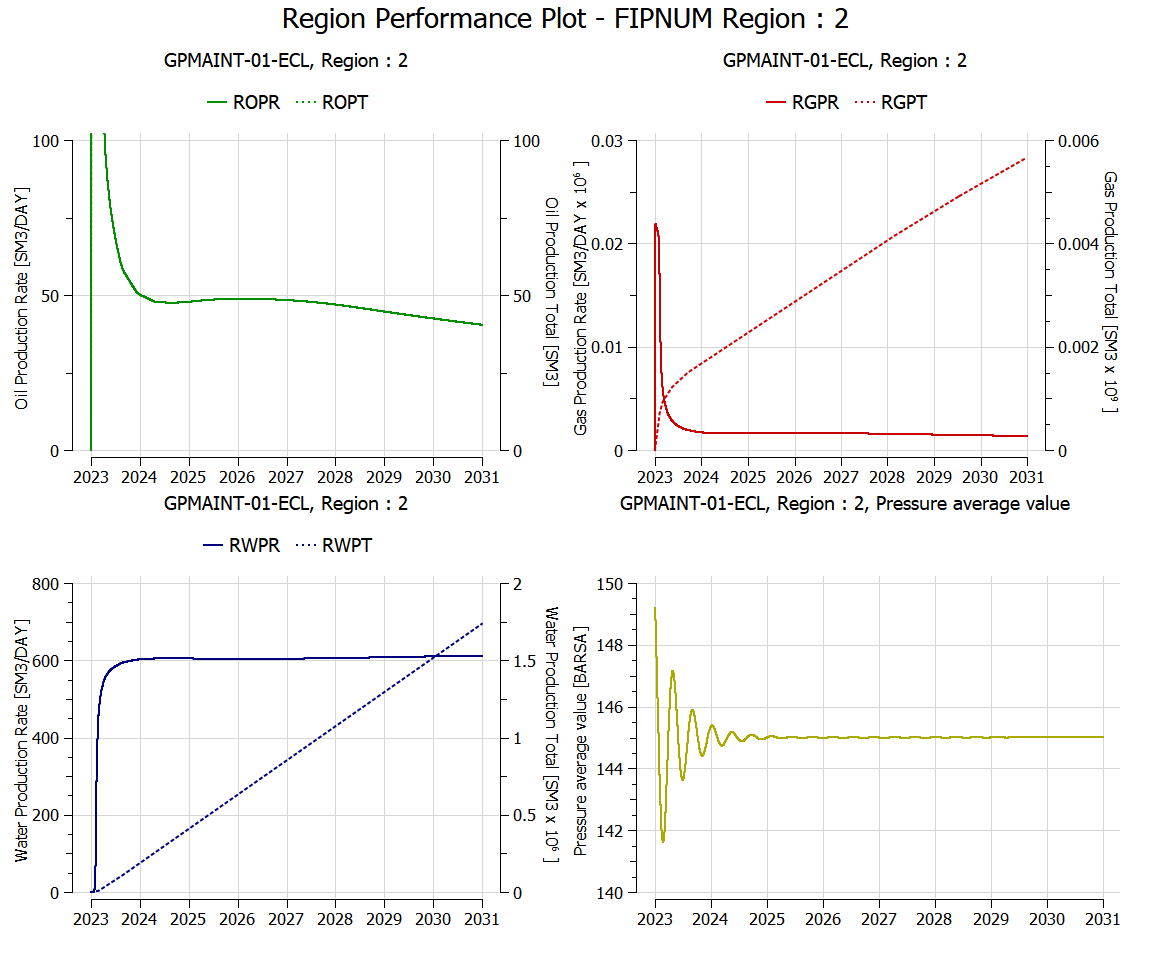 Region Performance Plot - FIPNUM Region : 2
GPMAINT-01-ECL, Region : 2
ROPR ROPT
Oil Production Rate [SM3/DAY]
100
50
0
100
50
0
Oil Production Total [SM3]
2023 2024 2025 2026 2027 2028 2029 2030 2031
GPMAINT-01-ECL, Region : 2
RGPR RGPT
Gas Production Rate [SM3/DAY x 10⁶ ]
0.03
0.02
0.01
0
0.006
0.004
0.002
0
Gas Production Total [SM3 x 10⁹ ]
2023 2024 2025 2026 2027 2028 2029 2030 2031
GPMAINT-01-ECL, Region : 2
RWPR RWPT
Water Production Rate [SM3/DAY]
800
600
400
200
0
2
1.5
1
0.5
0
Water Production Total [SM3 x 10⁶ ]
2023 2024 2025 2026 2027 2028 2029 2030 2031
GPMAINT-01-ECL, Region : 2, Pressure average value
Pressure average value [BARSA]
150
148
146
144
142
140
2023 2024 2025 2026 2027 2028 2029 2030 2031